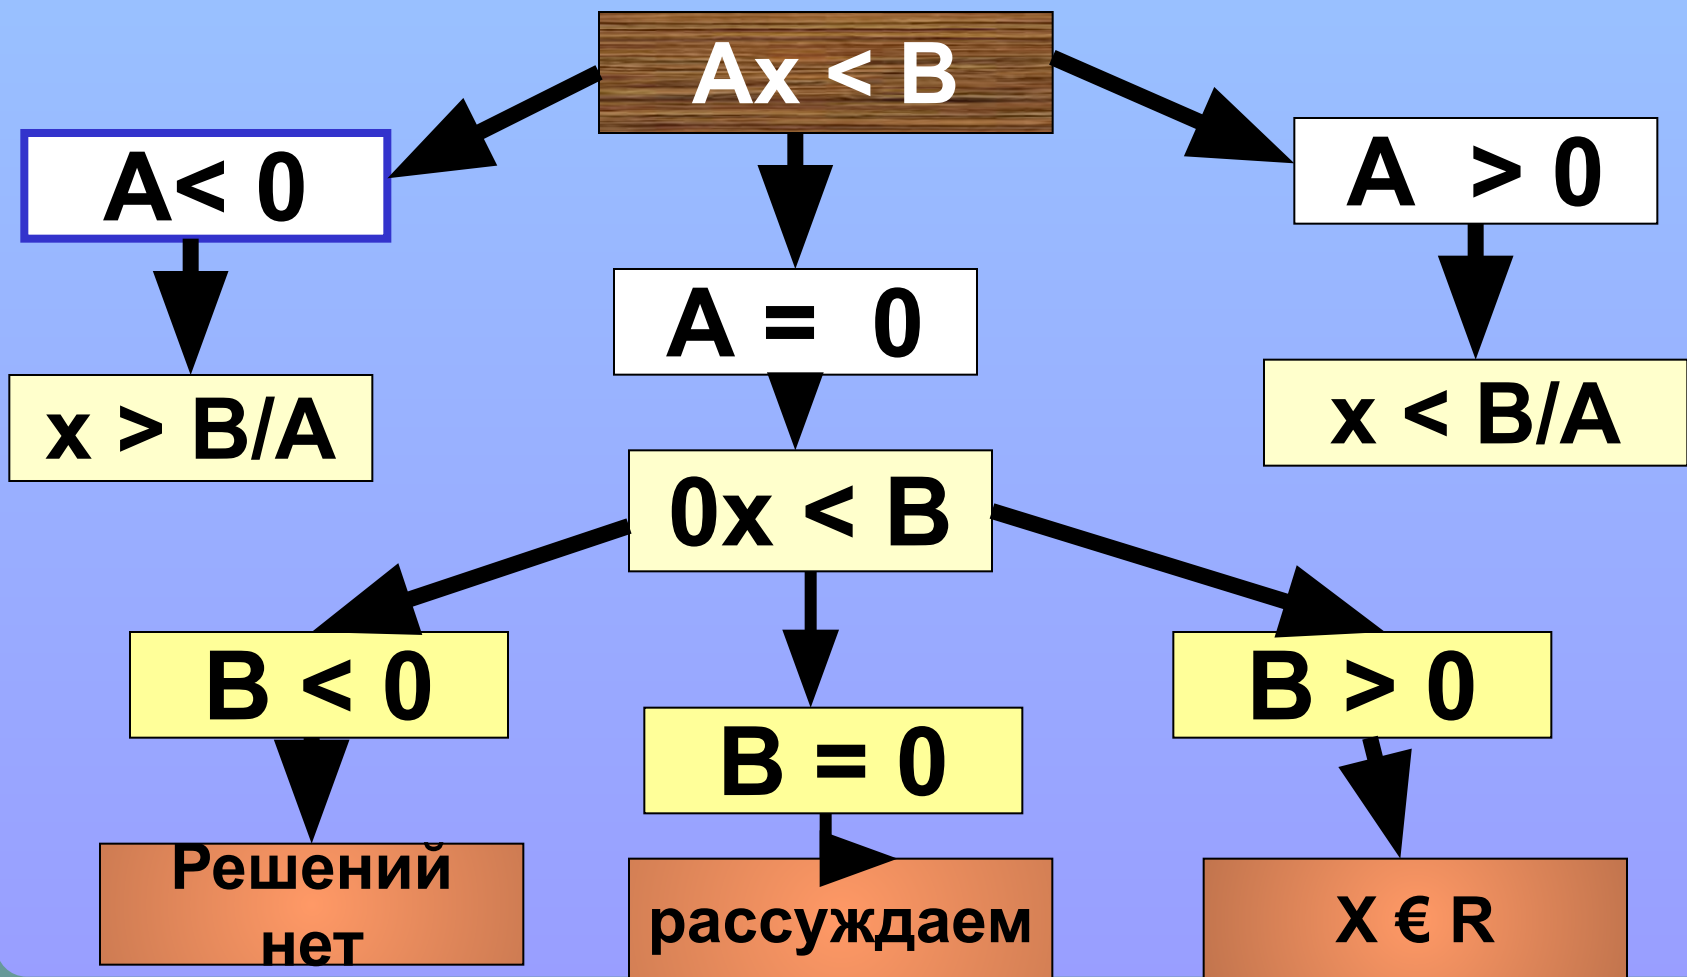 Ax < B
A< 0
A > 0
A = 0
x > B/A
x < B/A
0x < B
B < 0
B > 0
B = 0
Решений
нет
рассуждаем
X € R